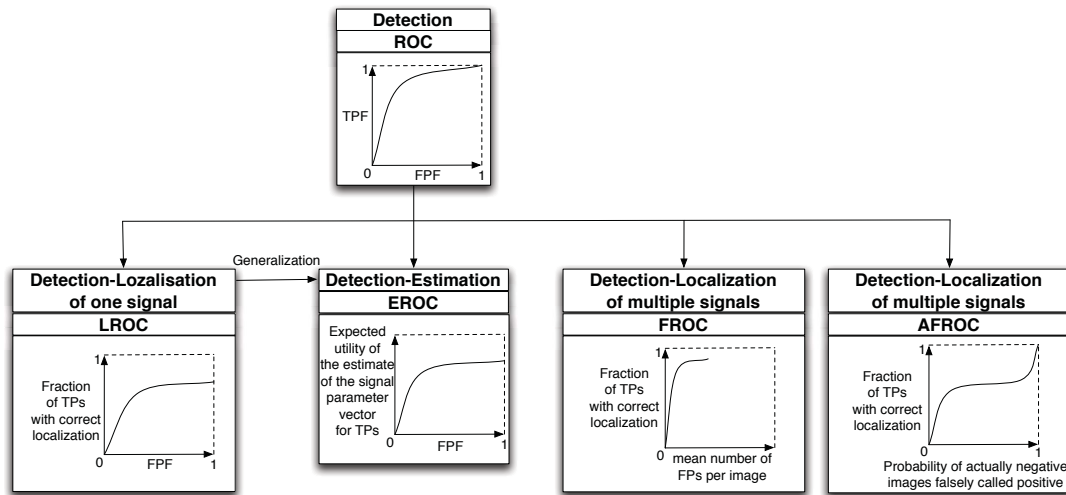 Detection
ROC
1
TPF
0
FPF
1
Generalization
Detection-Lozalisation
of one signal
LROC
1
Fraction
of TPs
with correct
localization
0
FPF
1
Detection-Estimation
EROC
Expected
utility of
the estimate
of the signal
parameter
vector
for TPs
1
0
FPF
1
Detection-Localization
of multiple signals
FROC
1
Fraction
of TPs
with correct
localization
0
mean number of
FPs per image
Detection-Localization
of multiple signals
AFROC
1
Fraction
of TPs
with correct
localization
0
1
Probability of actually negative
images falsely called positive